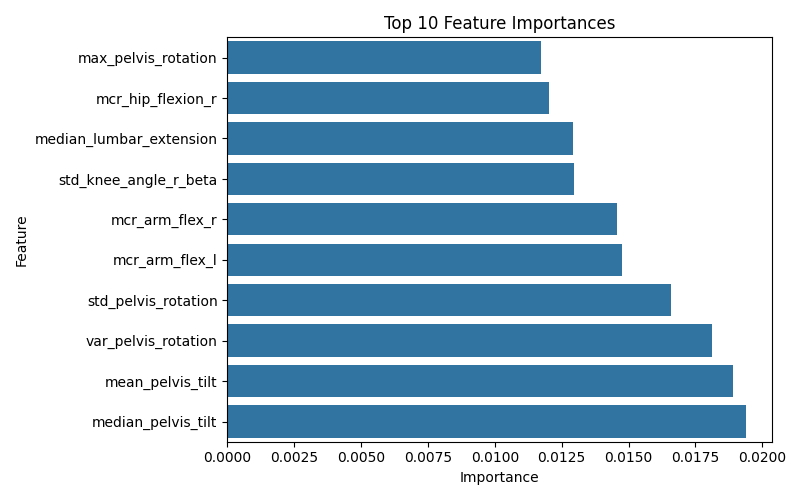 Top 10 Feature Importances
Feature
max_pelvis_rotation
mcr_hip_flexion_r
median_lumbar_extension
std_knee_angle_r_beta
mcr_arm_flex_r
mcr_arm_flex_l
std_pelvis_rotation
var_pelvis_rotation
mean_pelvis_tilt
median_pelvis_tilt
0.0000 0.0025 0.0050 0.0075 0.0100 0.0125 0.0150 0.0175 0.0200
Importance